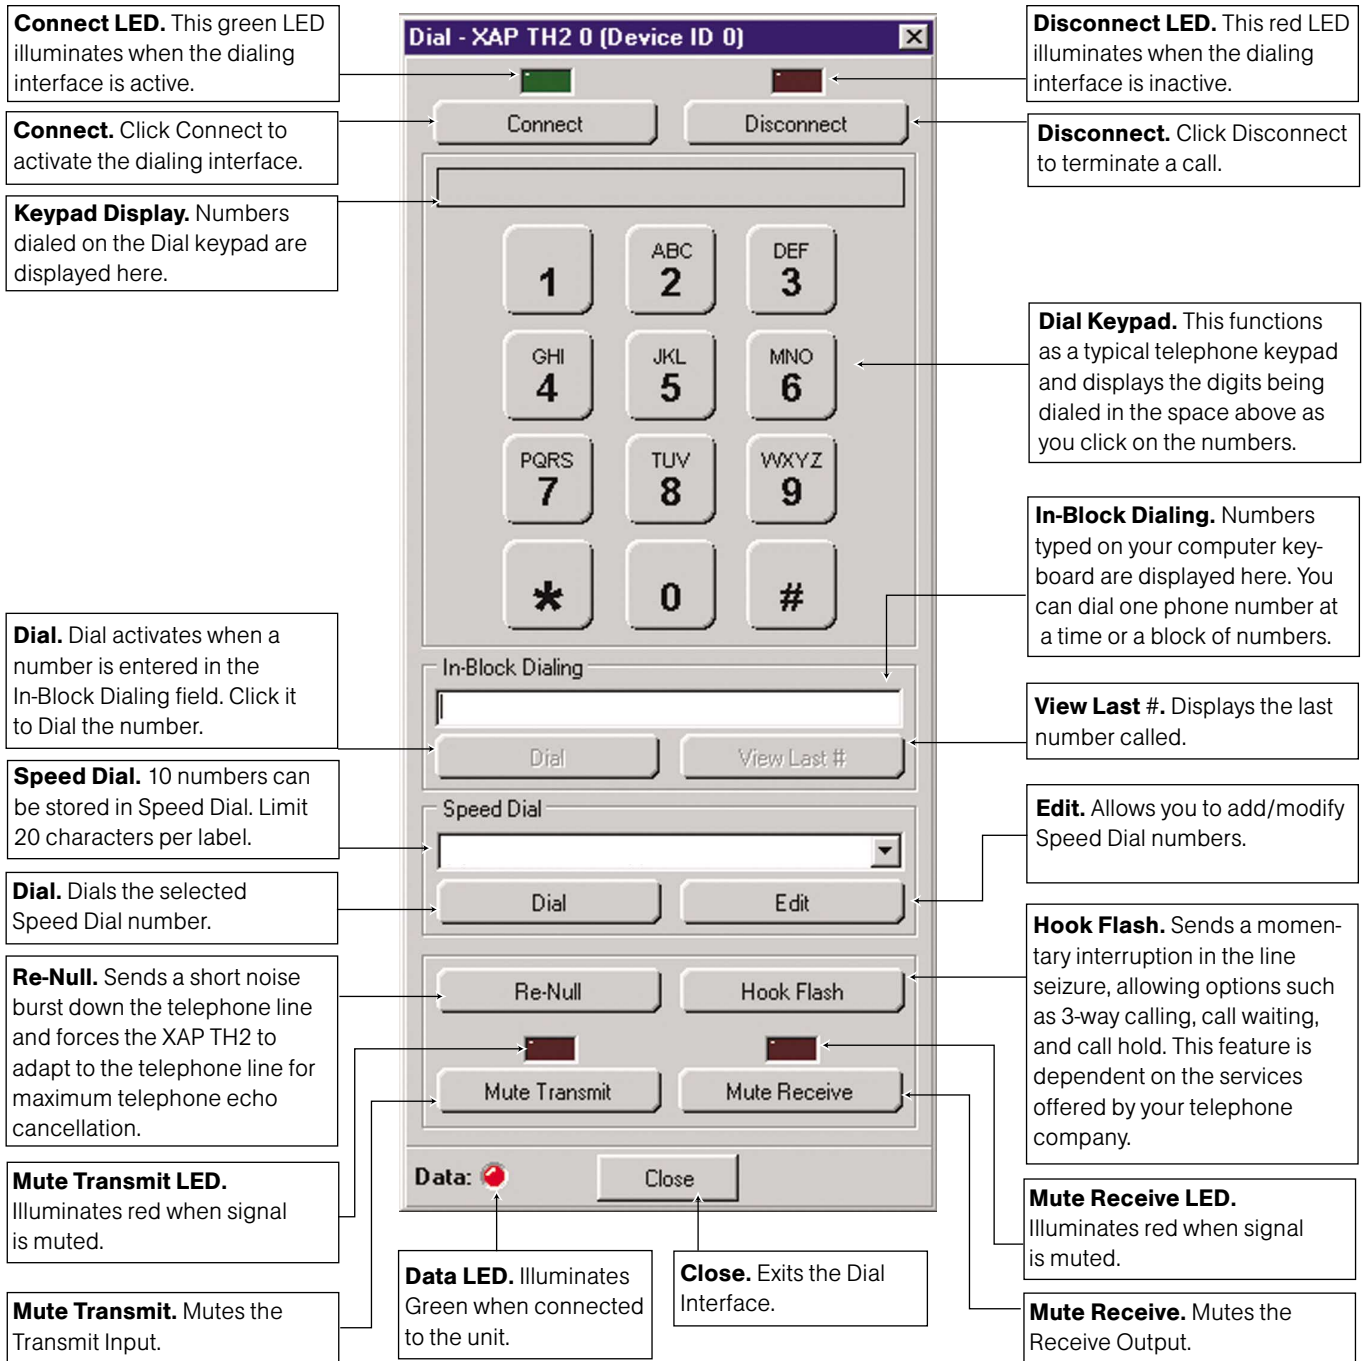 Connect LED. This green LED
illuminates when the dialing
interface is active.
Connect. Click Connect to
activate the dialing interface.
Keypad Display. Numbers
dialed on the Dial keypad are
displayed here.
Dial. Dial activates when a
number is entered in the
In-Block Dialing field. Click it
to Dial the number.
Speed Dial. 10 numbers can
be stored in Speed Dial. Limit
20 characters per label.
Dial. Dials the selected
Speed Dial number.
Re-Null. Sends a short noise
burst down the telephone line
and forces the XAP TH2 to
adapt to the telephone line for
maximum telephone echo
cancellation.
Mute Transmit LED.
Illuminates red when signal
is muted.
Mute Transmit. Mutes the
Transmit Input.
Dial - XAP TH2 0 (Device ID 0)
Connect
Disconnect
1
ABC
2
DEF
3
GHI
4
JKL
5
MNO
6
PQRS
7
TUV
8
WXYZ
9
*
0
#
In-Block Dialing
Dial
View Last #
Speed Dial
Dial
Edit
Re-Null
Hook Flash
Mute Transmit
Mute Receive
Data:
Close
Data LED. Illuminates
Green when connected
to the unit.
Close. Exits the Dial
Interface.
Disconnect LED. This red LED
illuminates when the dialing
interface is inactive.
Disconnect. Click Disconnect
to terminate a call.
Dial Keypad. This functions
as a typical telephone keypad
and displays the digits being
dialed in the space above as
you click on the numbers.
In-Block Dialing. Numbers
typed on your computer key-
board are displayed here. You
can dial one phone number at
a time or a block of numbers.
View Last #. Displays the last
number called.
Edit. Allows you to add/modify
Speed Dial numbers.
Hook Flash. Sends a momen-
tary interruption in the line
seizure, allowing options such
as 3-way calling, call waiting,
and call hold. This feature is
dependent on the services
offered by your telephone
company.
Mute Receive LED.
Illuminates red when signal
is muted.
Mute Receive. Mutes the
Receive Output.